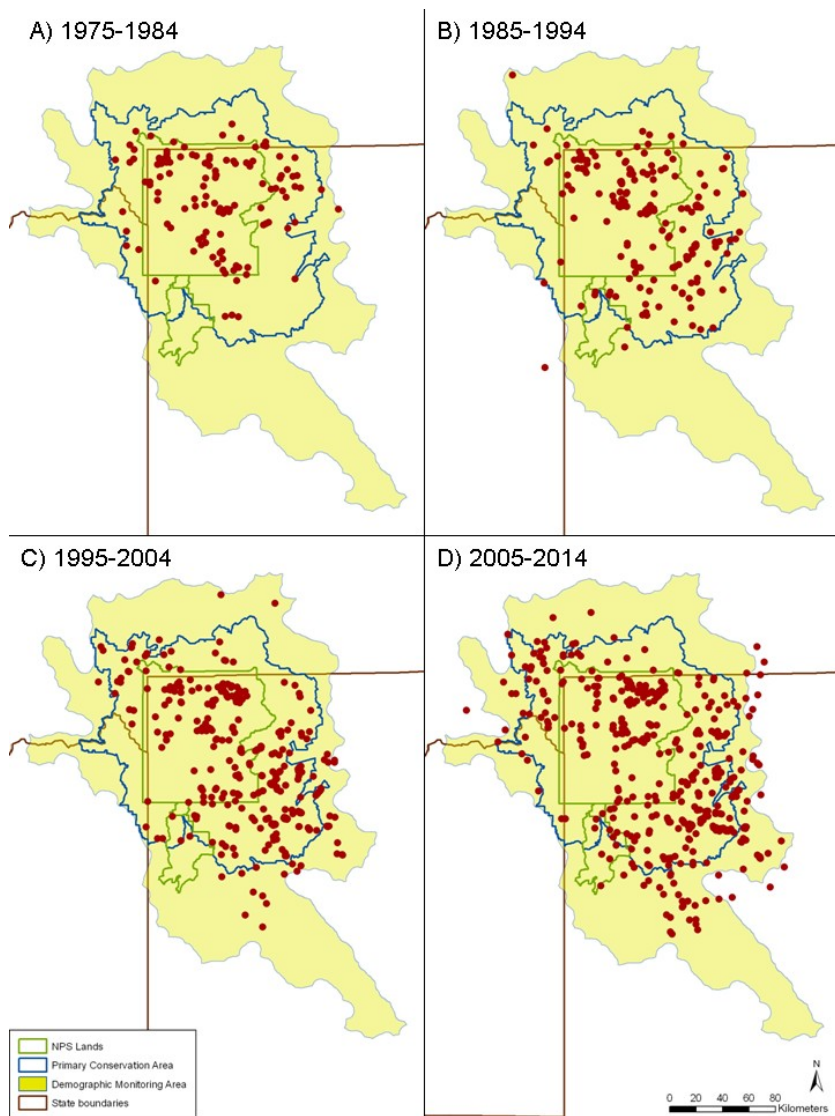 A) 1975-1984
B) 1985-1994
C) 1995-2004
D) 2005-2014
NPS Lands
Primary Conservation Area
Demographic Monitoring Area
State boundaries
N
0 20 40 60 80
Kilometers